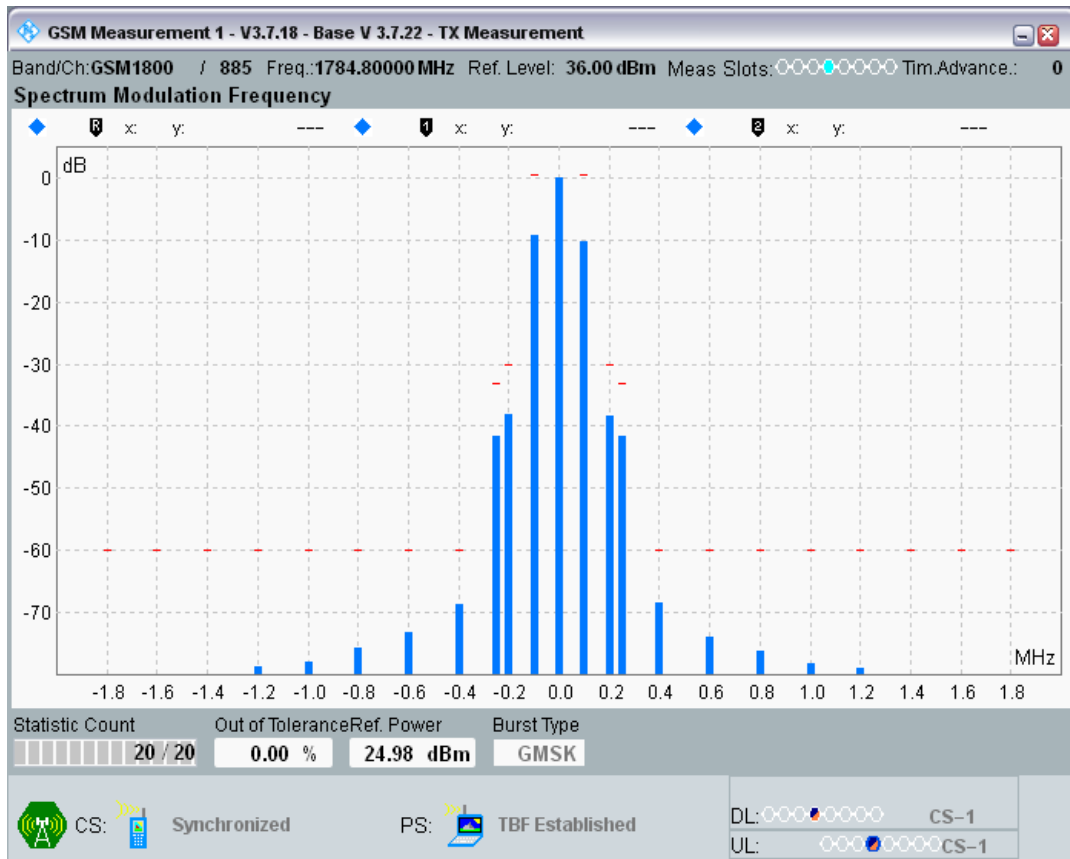 GSM Measurement 1 - V3.7.18 - Base V 3.7.22 - TX Measurement
Band/Ch:GSM1800 / 885 Freq.:1784.80000 MHz Ref. Level: 36.00 dBm Meas Slots: Tim.Advance.: 0
Spectrum Modulation Frequency
R x: y: --- 1 x: y: --- 2 x: y: ---
dB
0
-10
-20
-30
-40
-50
-60
-70
MHz
-1.8 -1.6 -1.4 -1.2 -1.0 -0.8 -0.6 -0.4 -0.2 0.0 0.2 0.4 0.6 0.8 1.0 1.2 1.4 1.6 1.8
Statistic Count Out of Tolerance Ref. Power Burst Type
20 / 20 0.00 % 24.98 dBm GMSK
CS: Synchronized PS: TBF Established DL: CS-1
UL: CS-1